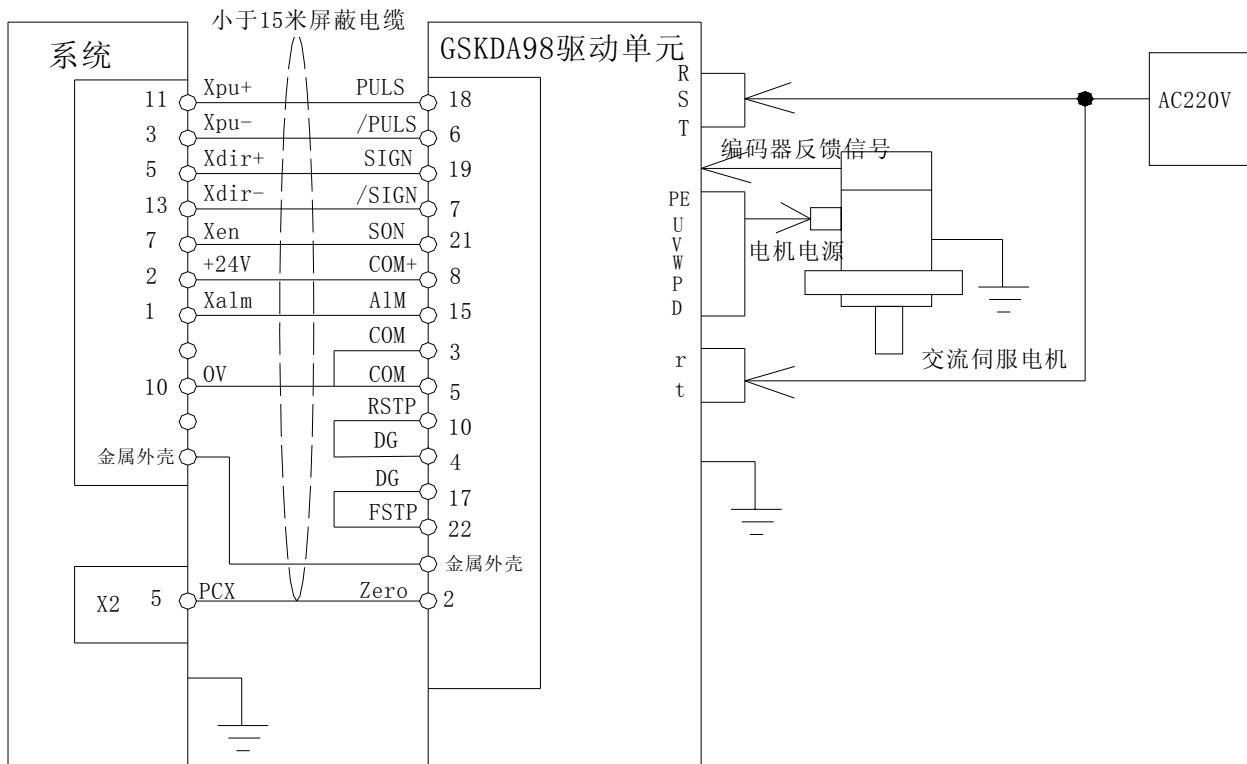 小于15米屏蔽电缆
系统
GSKDA98驱动单元
11 Xpu+ PULS 18
3 Xpu- /PULS 6
5 Xdir+ SIGN 19
13 Xdir- /SIGN 7
7 Xen SON 21
2 +24V COM+ 8
1 Xalm AlM 15
COM 3
10 0V COM 5
RSTP 10
DG 4
DG 17
FSTP 22
金属外壳
金属外壳
X2 5 PCX Zero 2
R
S
T
AC220V
编码器反馈信号
PE
U
V
W
P
D
电机电源
r
t
交流伺服电机